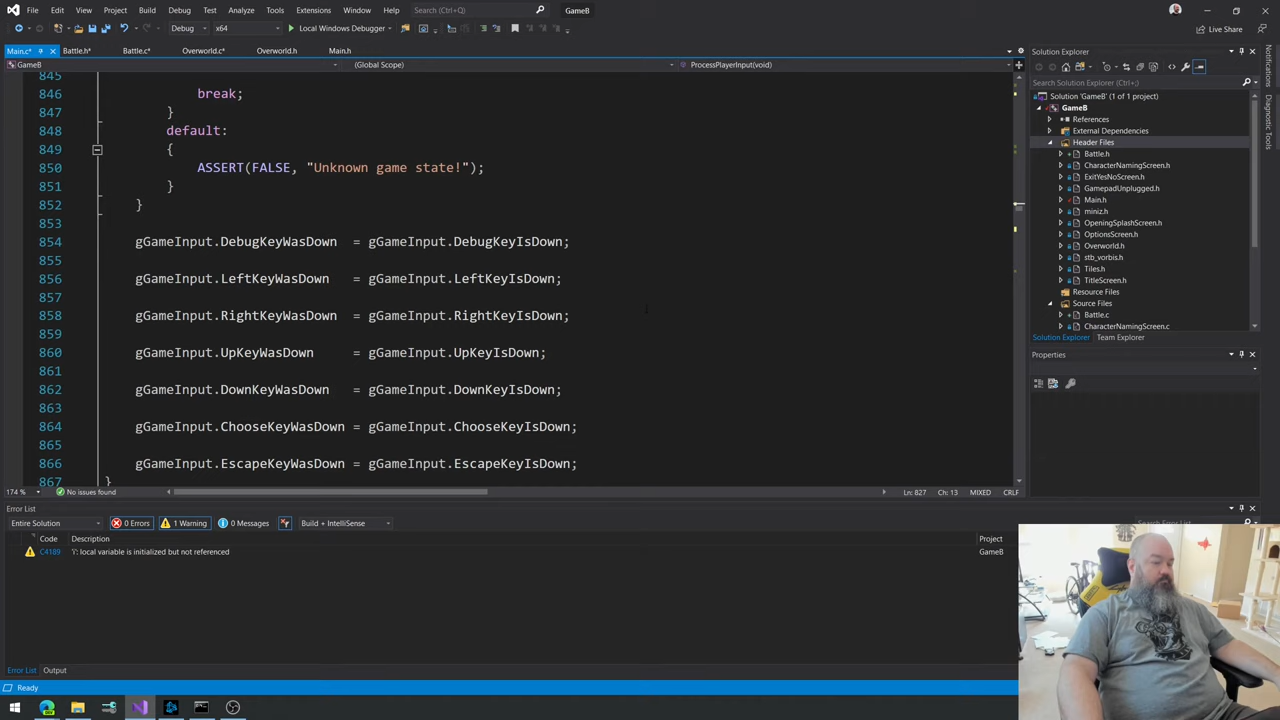 File Edit View Git Project Build Debug Test Analyze Tools Extensions Window Help Search (Ctrl+Q) GameB
Debug x64 Local Windows Debugger Live Share
Main.c* Battle.h* Battle.c* Overworld.c* Overworld.h Main.h
GameB (Global Scope) ProcessPlayerInput(void)
845
846 break;
847 }
848 default:
849 {
850 ASSERT(FALSE, "Unknown game state!");
851 }
852 }
853
854 gGameInput.DebugKeyWasDown = gGameInput.DebugKeyIsDown;
855
856 gGameInput.LeftKeyWasDown = gGameInput.LeftKeyIsDown;
857
858 gGameInput.RightKeyWasDown = gGameInput.RightKeyIsDown;
859
860 gGameInput.UpKeyWasDown = gGameInput.UpKeyIsDown;
861
862 gGameInput.DownKeyWasDown = gGameInput.DownKeyIsDown;
863
864 gGameInput.ChooseKeyWasDown = gGameInput.ChooseKeyIsDown;
865
866 gGameInput.EscapeKeyWasDown = gGameInput.EscapeKeyIsDown;
867 }
174 % No issues found Ln: 827 Ch: 13 MIXED CRLF
Solution Explorer
Search Solution Explorer (Ctrl+;)
Solution 'GameB' (1 of 1 project)
GameB
References
External Dependencies
Header Files
Battle.h
CharacterNamingScreen.h
ExitYesNoScreen.h
GamepadUnplugged.h
Main.h
miniz.h
OpeningSplashScreen.h
OptionsScreen.h
Overworld.h
stb_vorbis.h
Tiles.h
TitleScreen.h
Resource Files
Source Files
Battle.c
CharacterNamingScreen.c
Solution Explorer Team Explorer
Properties
Notifications
Diagnostic Tools
Error List
Entire Solution 0 Errors 1 Warning 0 Messages Build + IntelliSense Search Error List
Code Description Project
C4189 'i': local variable is initialized but not referenced GameB
Error List Output
Ready